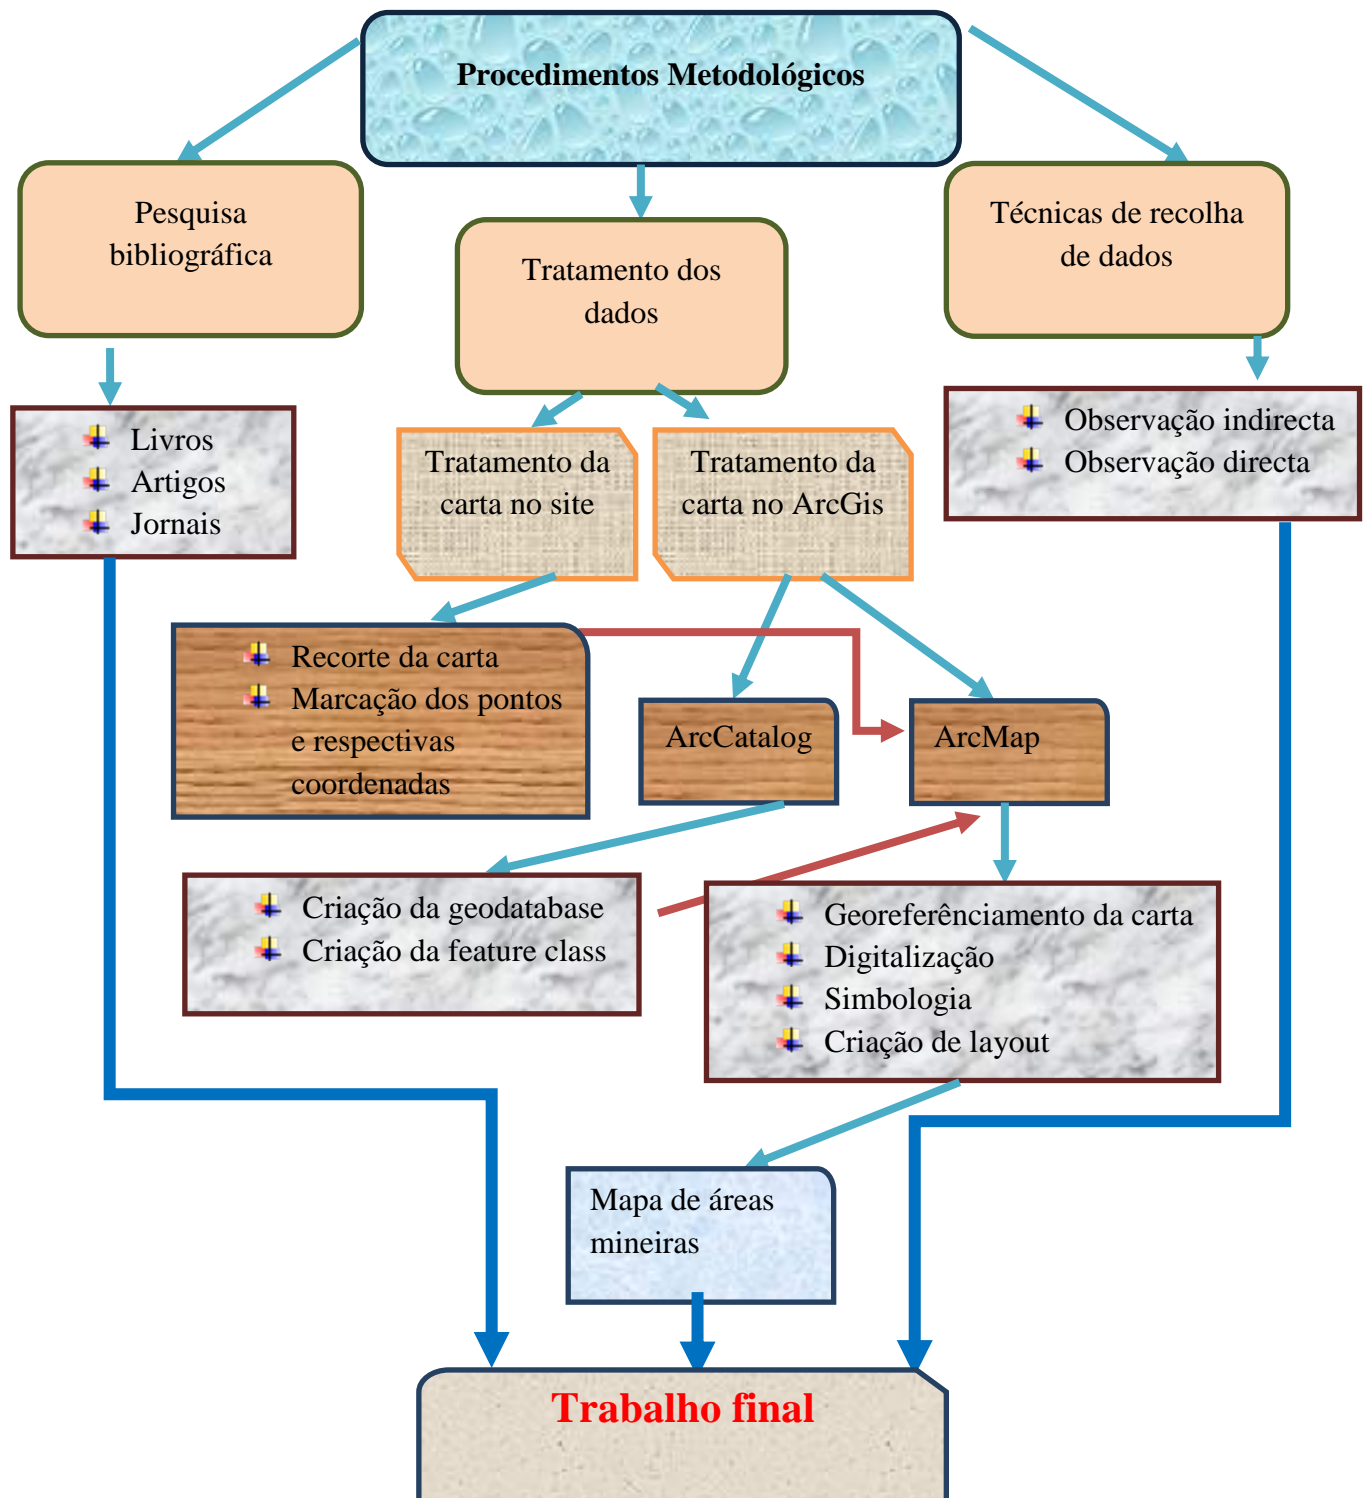 Procedimentos Metodológicos
Pesquisa
bibliográfica
Tratamento dos
dados
Técnicas de recolha
de dados
Livros
Artigos
Jornais
Tratamento da
carta no site
Tratamento da
carta no ArcGis
Observação indirecta
Observação directa
Recorte da carta
Marcação dos pontos
e respectivas
coordenadas
ArcCatalog
ArcMap
Criação da geodatabase
Criação da feature class
Georeferênciamento da carta
Digitalização
Simbologia
Criação de layout
Mapa de áreas
mineiras
Trabalho final